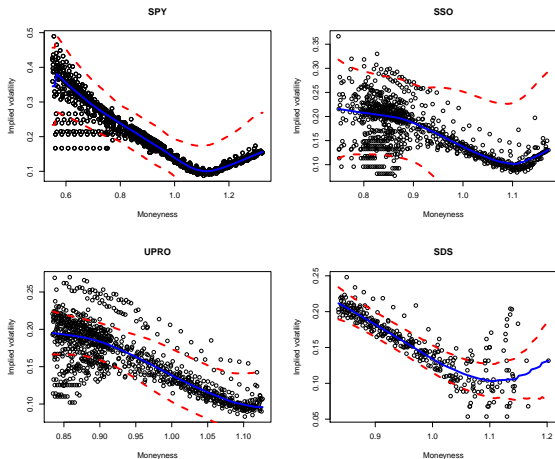 SPY
Implied volatility
0.1 0.2 0.3 0.4 0.5
0.6 0.8 1.0 1.2
Moneyness
SSO
Implied volatility
0.10 0.15 0.20 0.25 0.30 0.35
0.8 0.9 1.0 1.1
Moneyness
UPRO
Implied volatility
0.10 0.15 0.20 0.25
0.85 0.90 0.95 1.00 1.05 1.10
Moneyness
SDS
Implied volatility
0.05 0.10 0.15 0.20 0.25
0.9 1.0 1.1 1.2
Moneyness